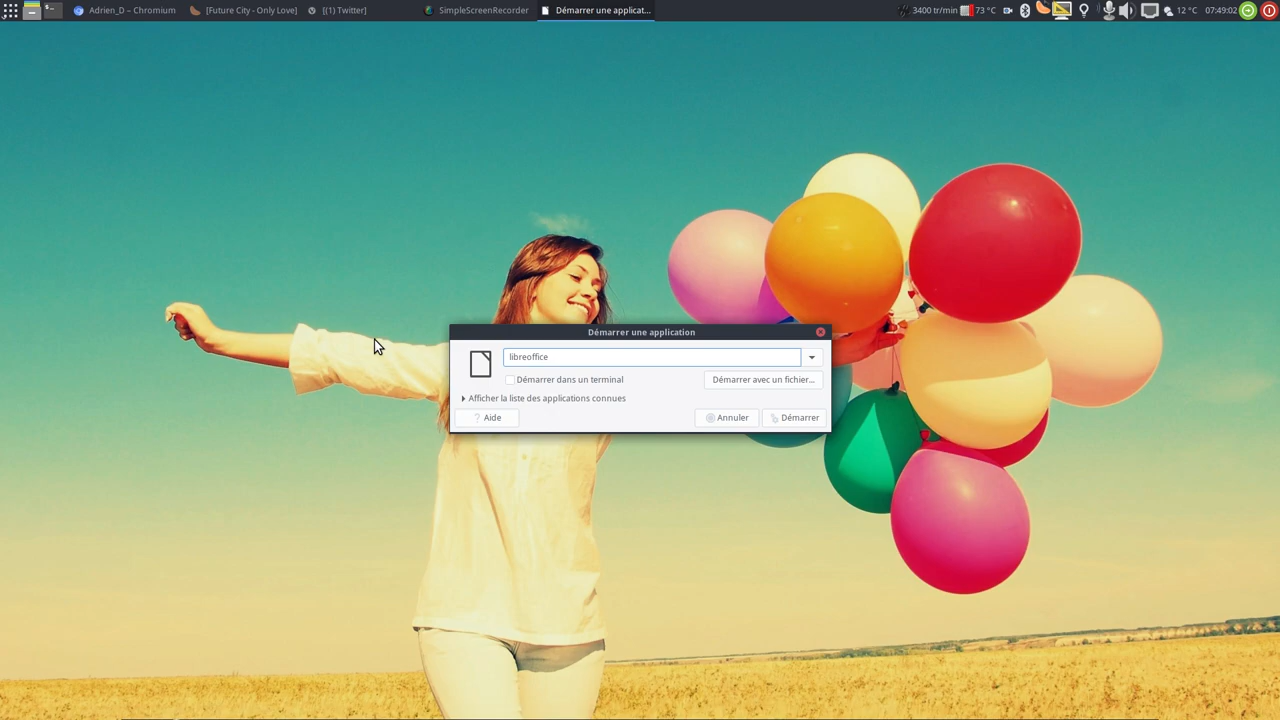 Adrien_D – Chromium
[Future City - Only Love]
[(1) Twitter]
SimpleScreenRecorder
Démarrer une applicat...
3400 tr/min
73 °C
12 °C
07:49:02
Démarrer une application
libreoffice
Démarrer dans un terminal
Démarrer avec un fichier...
Afficher la liste des applications connues
Aide
Annuler
Démarrer